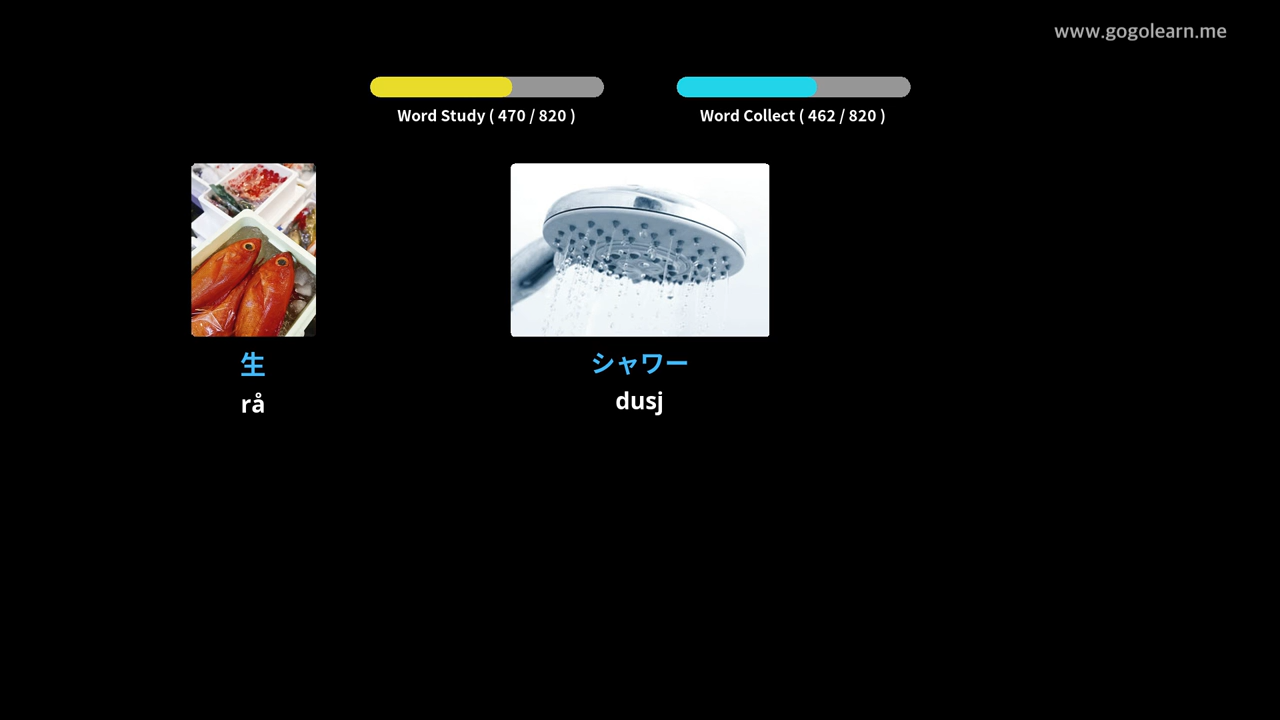 www.gogolearn.me
Word Study ( 470 / 820 )
Word Collect ( 462 / 820 )
生
rå
シャワー
dusj